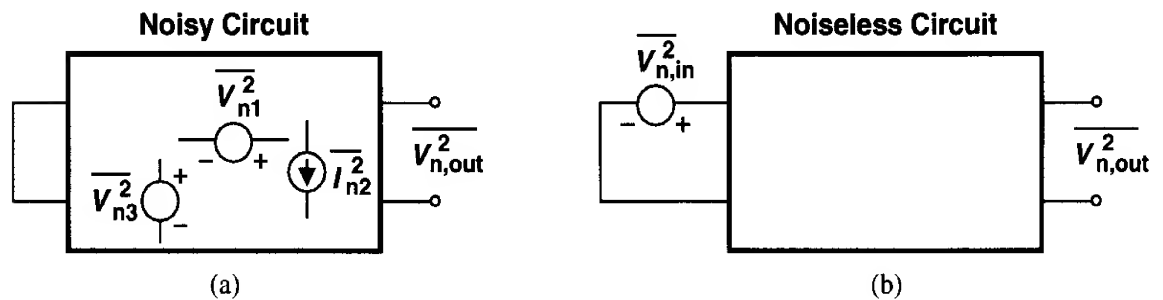 Noisy Circuit
V²n1
− +
I²n2
V²n3
+
−
V²n,out
(a)
Noiseless Circuit
V²n,in
− +
V²n,out
(b)